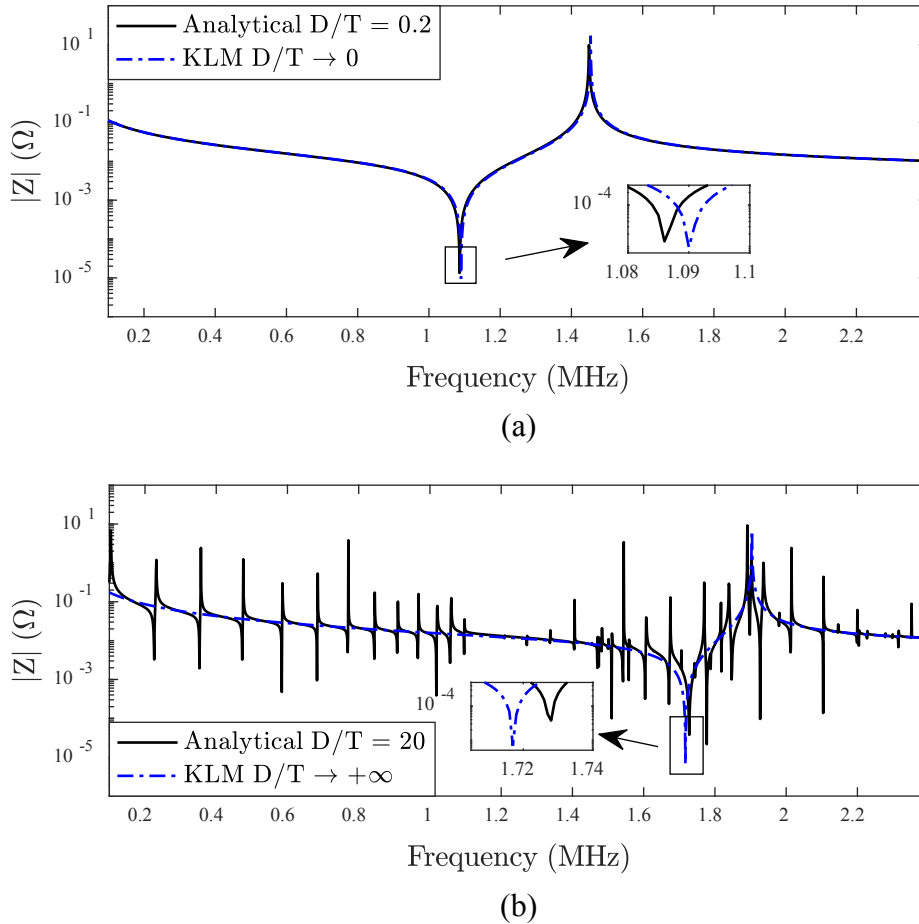 Analytical D/T = 0.2
KLM D/T → 0
|Z| (Ω)
10^1
10^-1
10^-3
10^-5
10^-4
1.08 1.09 1.1
0.2 0.4 0.6 0.8 1 1.2 1.4 1.6 1.8 2 2.2
Frequency (MHz)
(a)
|Z| (Ω)
10^1
10^-1
10^-3
10^-5
10^-4
1.72 1.74
Analytical D/T = 20
KLM D/T → +∞
0.2 0.4 0.6 0.8 1 1.2 1.4 1.6 1.8 2 2.2
Frequency (MHz)
(b)